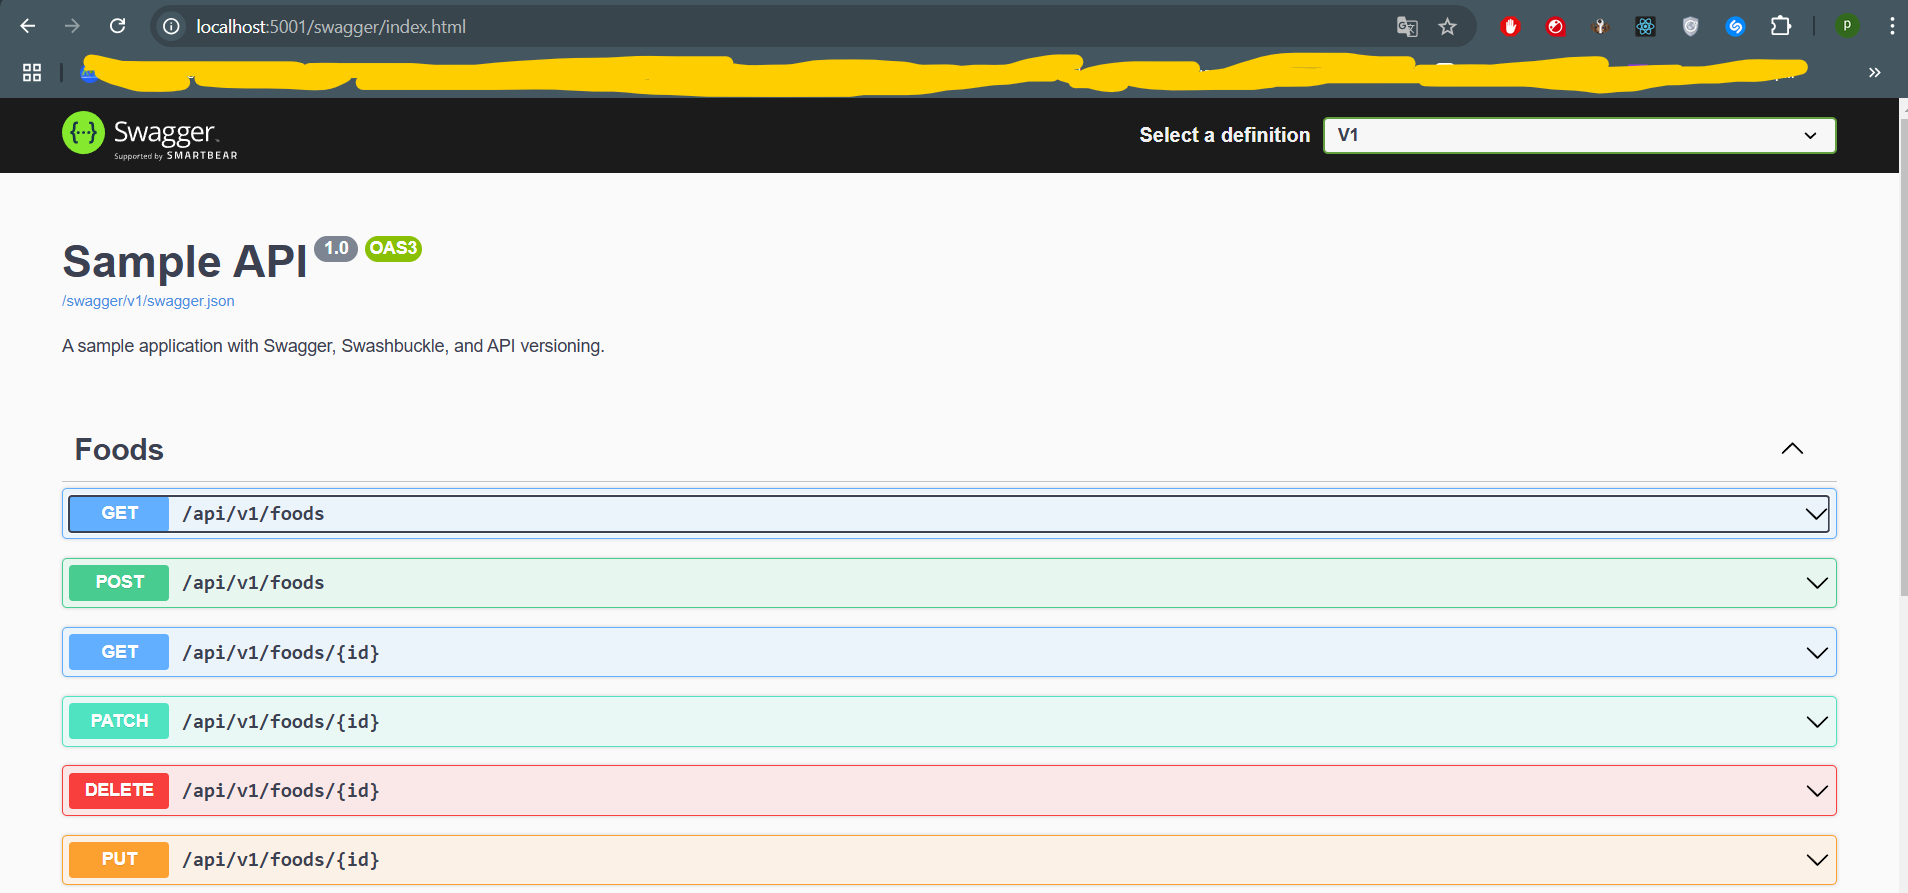 localhost:5001/swagger/index.html
p
Swagger
Supported by SMARTBEAR
Select a definition
V1
Sample API 1.0 OAS3
/swagger/v1/swagger.json
A sample application with Swagger, Swashbuckle, and API versioning.
Foods
GET /api/v1/foods
POST /api/v1/foods
GET /api/v1/foods/{id}
PATCH /api/v1/foods/{id}
DELETE /api/v1/foods/{id}
PUT /api/v1/foods/{id}